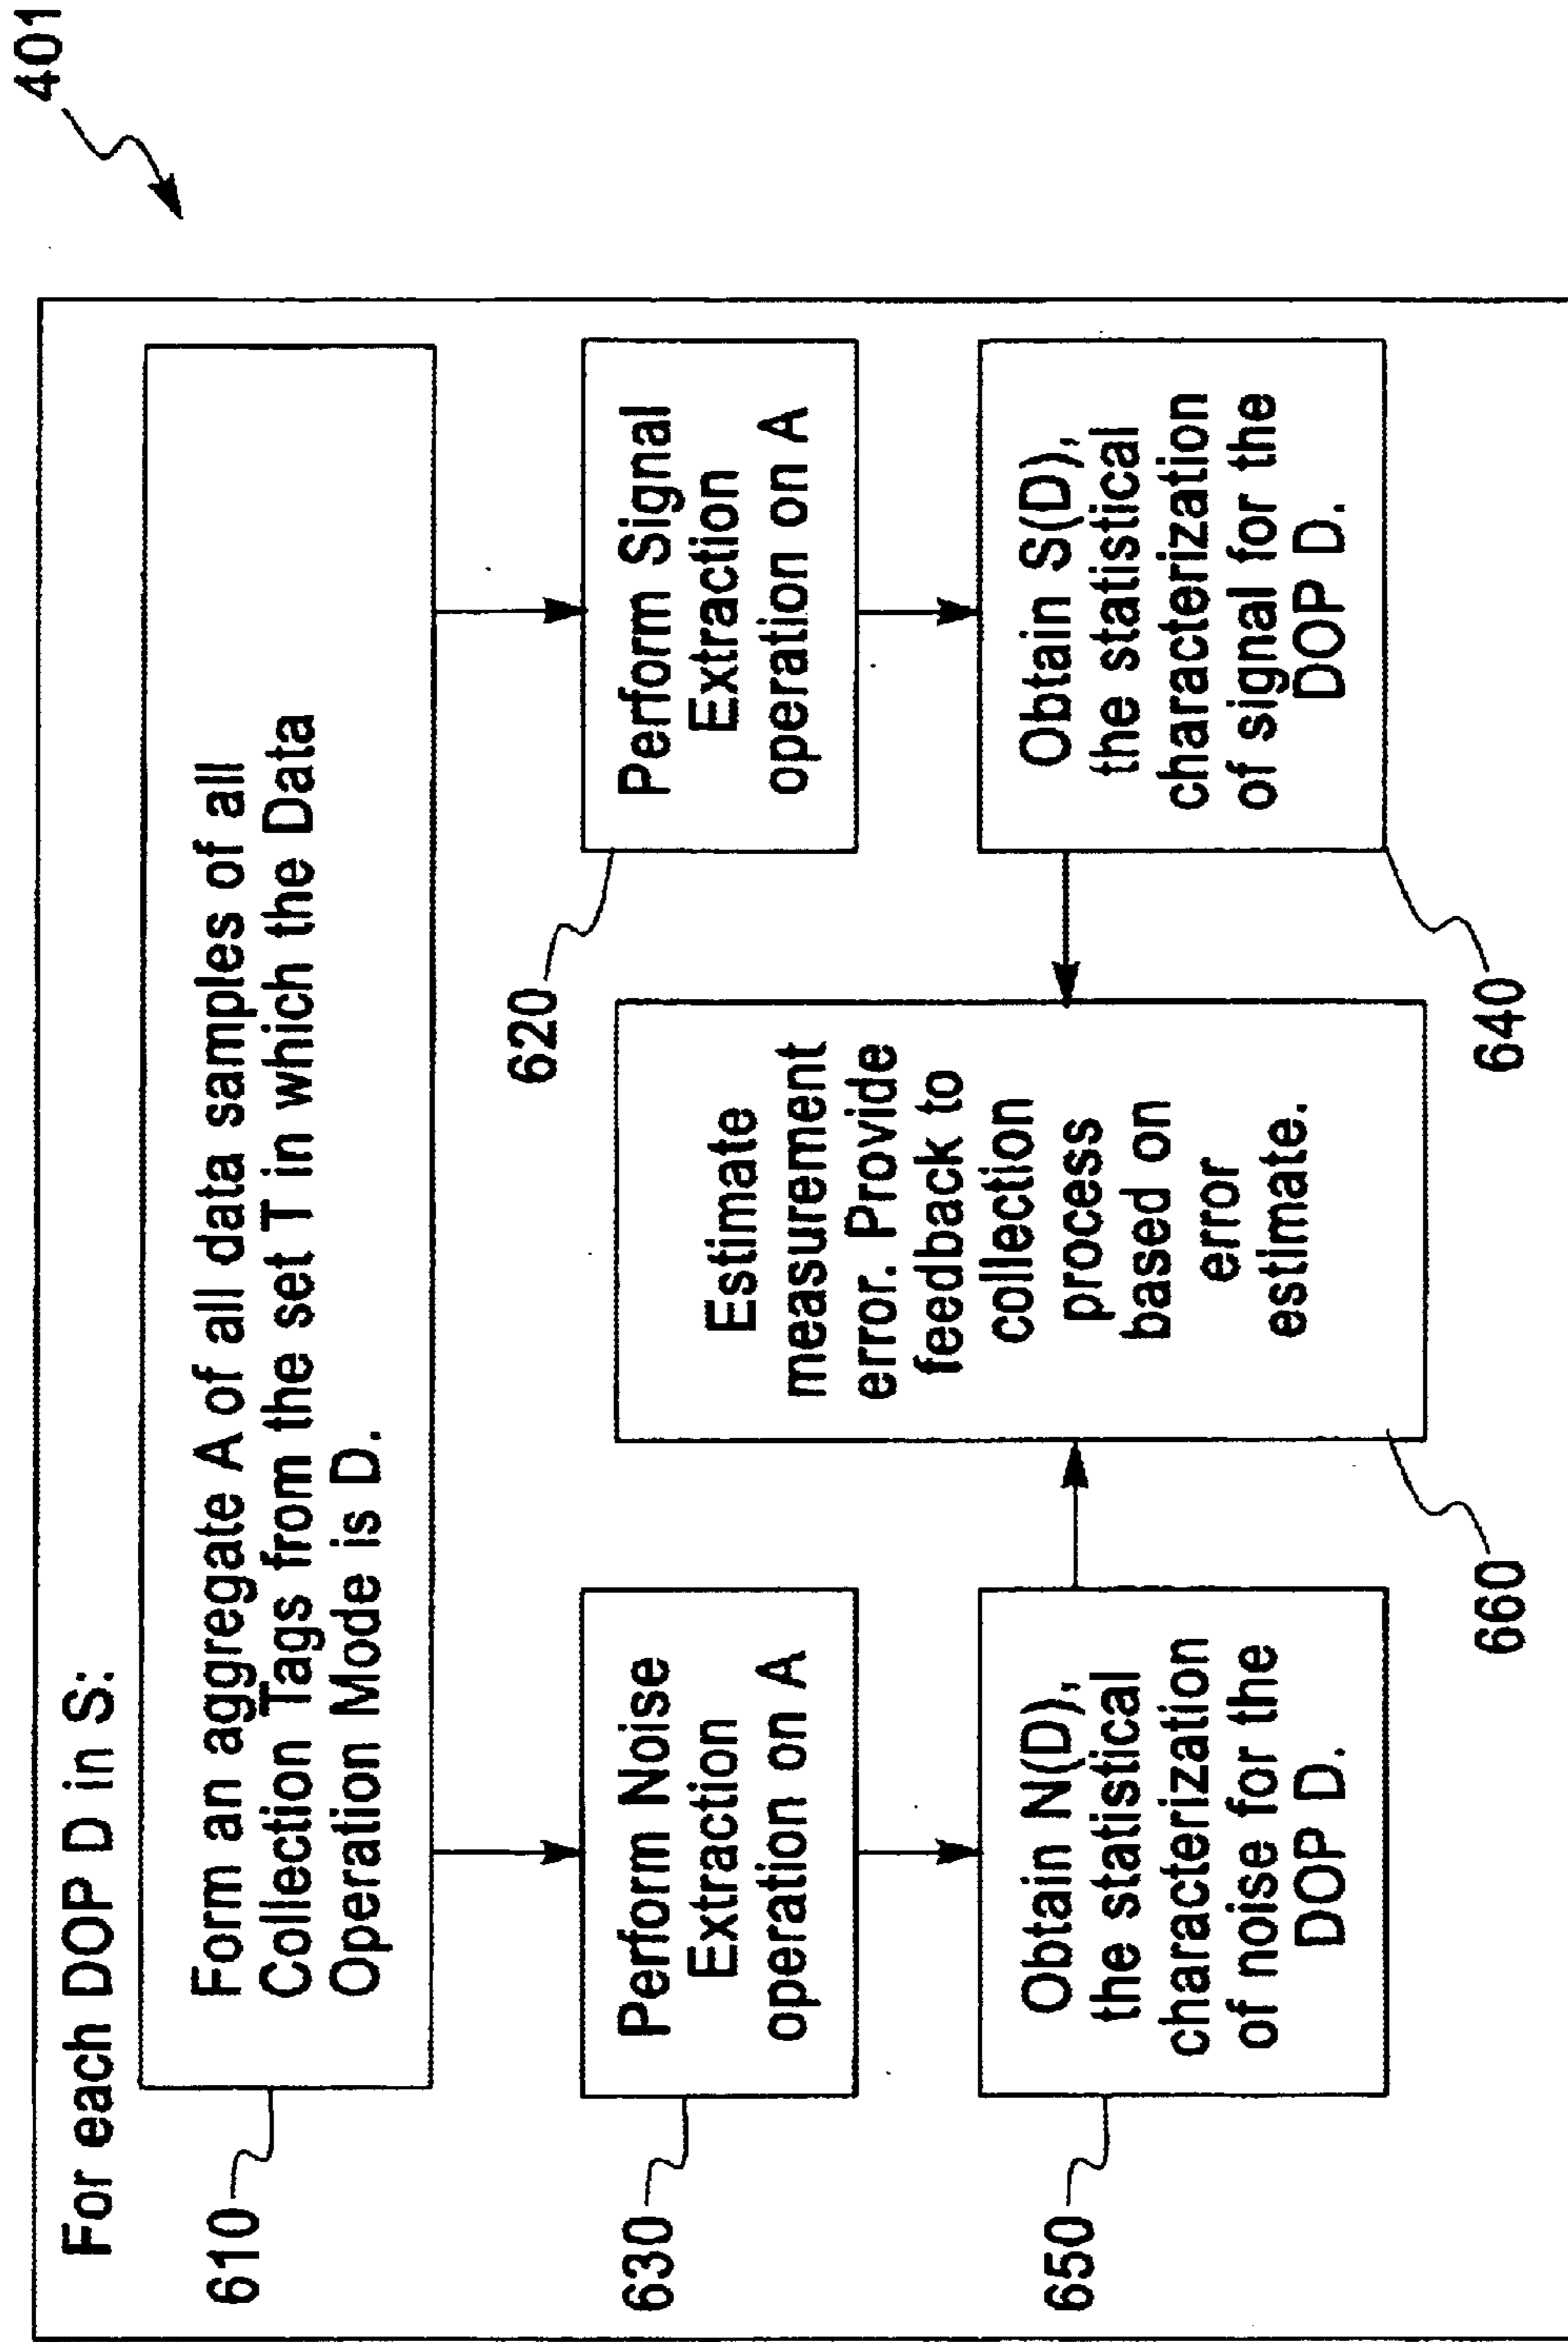 401
For each DOP D in S:
610
Form an aggregate A of all data samples of all
Collection Tags from the set T in which the Data
Operation Mode is D.
630
Perform Noise
Extraction
operation on A
620
Perform Signal
Extraction
operation on A
650
Obtain N(D),
the statistical
characterization
of noise for the
DOP D.
660
Estimate
measurement
error. Provide
feedback to
collection
process
based on
error
estimate.
640
Obtain S(D),
the statistical
characterization
of signal for the
DOP D.